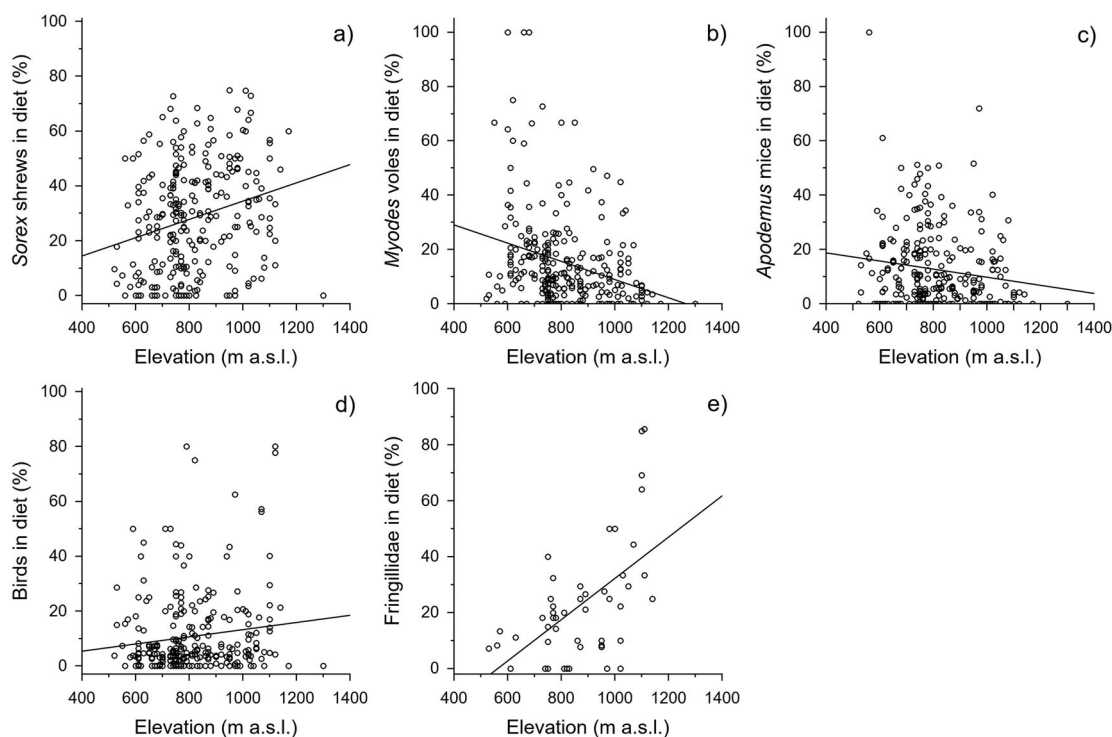 a)
Sorex shrews in diet (%)
100
80
60
40
20
0
400 600 800 1000 1200 1400
Elevation (m a.s.l.)
b)
Myodes voles in diet (%)
100
80
60
40
20
0
400 600 800 1000 1200 1400
Elevation (m a.s.l.)
c)
Apodemus mice in diet (%)
100
80
60
40
20
0
400 600 800 1000 1200 1400
Elevation (m a.s.l.)
d)
Birds in diet (%)
100
80
60
40
20
0
400 600 800 1000 1200 1400
Elevation (m a.s.l.)
e)
Fringillidae in diet (%)
100
80
60
40
20
0
400 600 800 1000 1200 1400
Elevation (m a.s.l.)